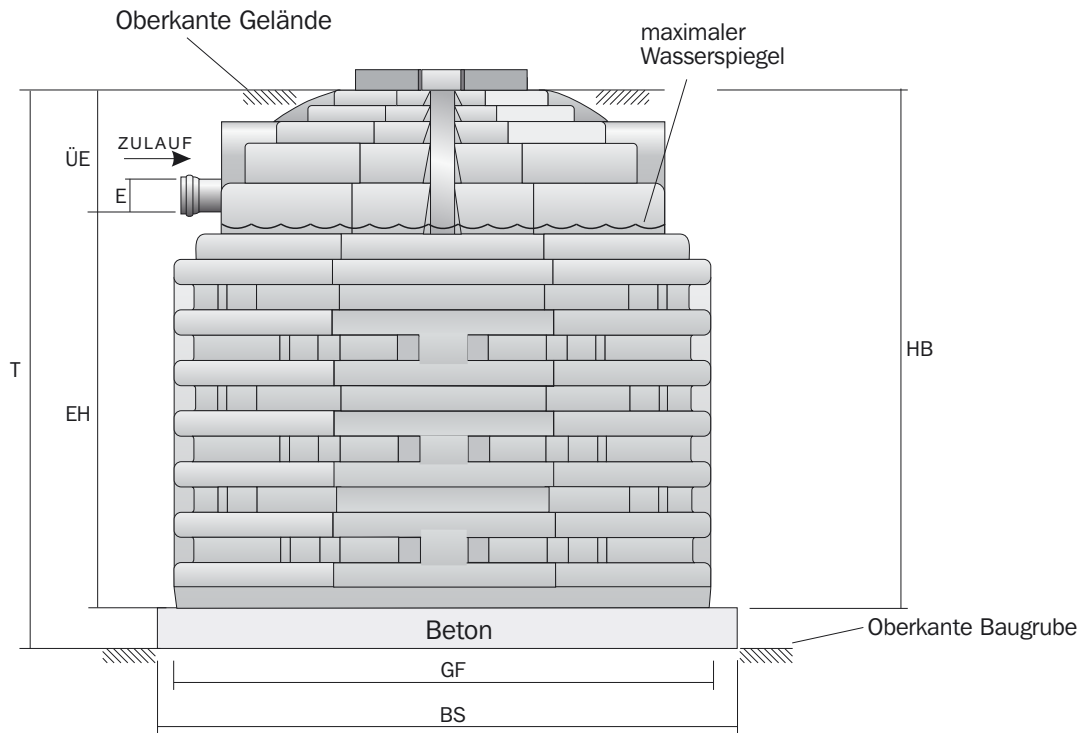 Oberkante Gelände
maximaler
Wasserspiegel
ZULAUF
ÜE
E
T
EH
HB
Beton
Oberkante Baugrube
GF
BS